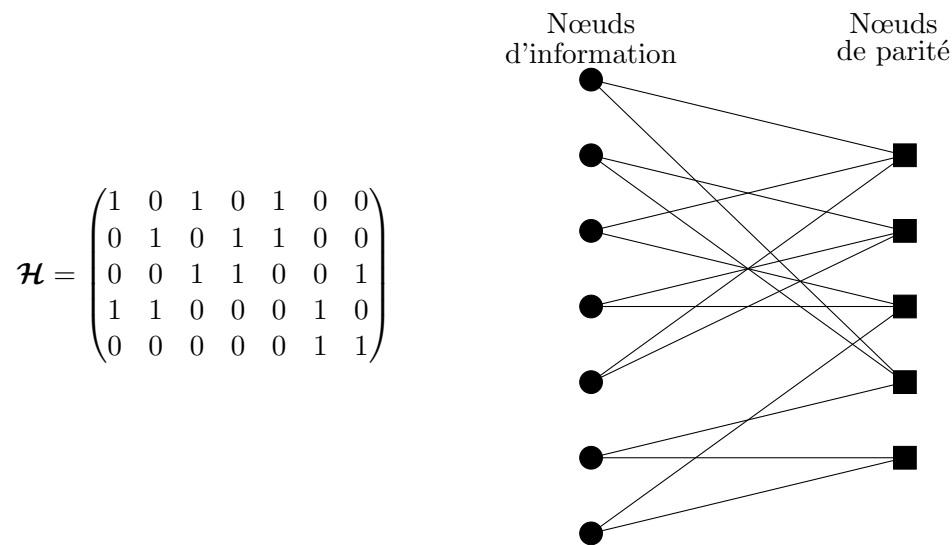 Nœuds
d'information
Nœuds
de parité
1 0 1 0 1 0 0
0 1 0 1 1 0 0
𝓗 = 0 0 1 1 0 0 1
1 1 0 0 0 1 0
0 0 0 0 0 1 1